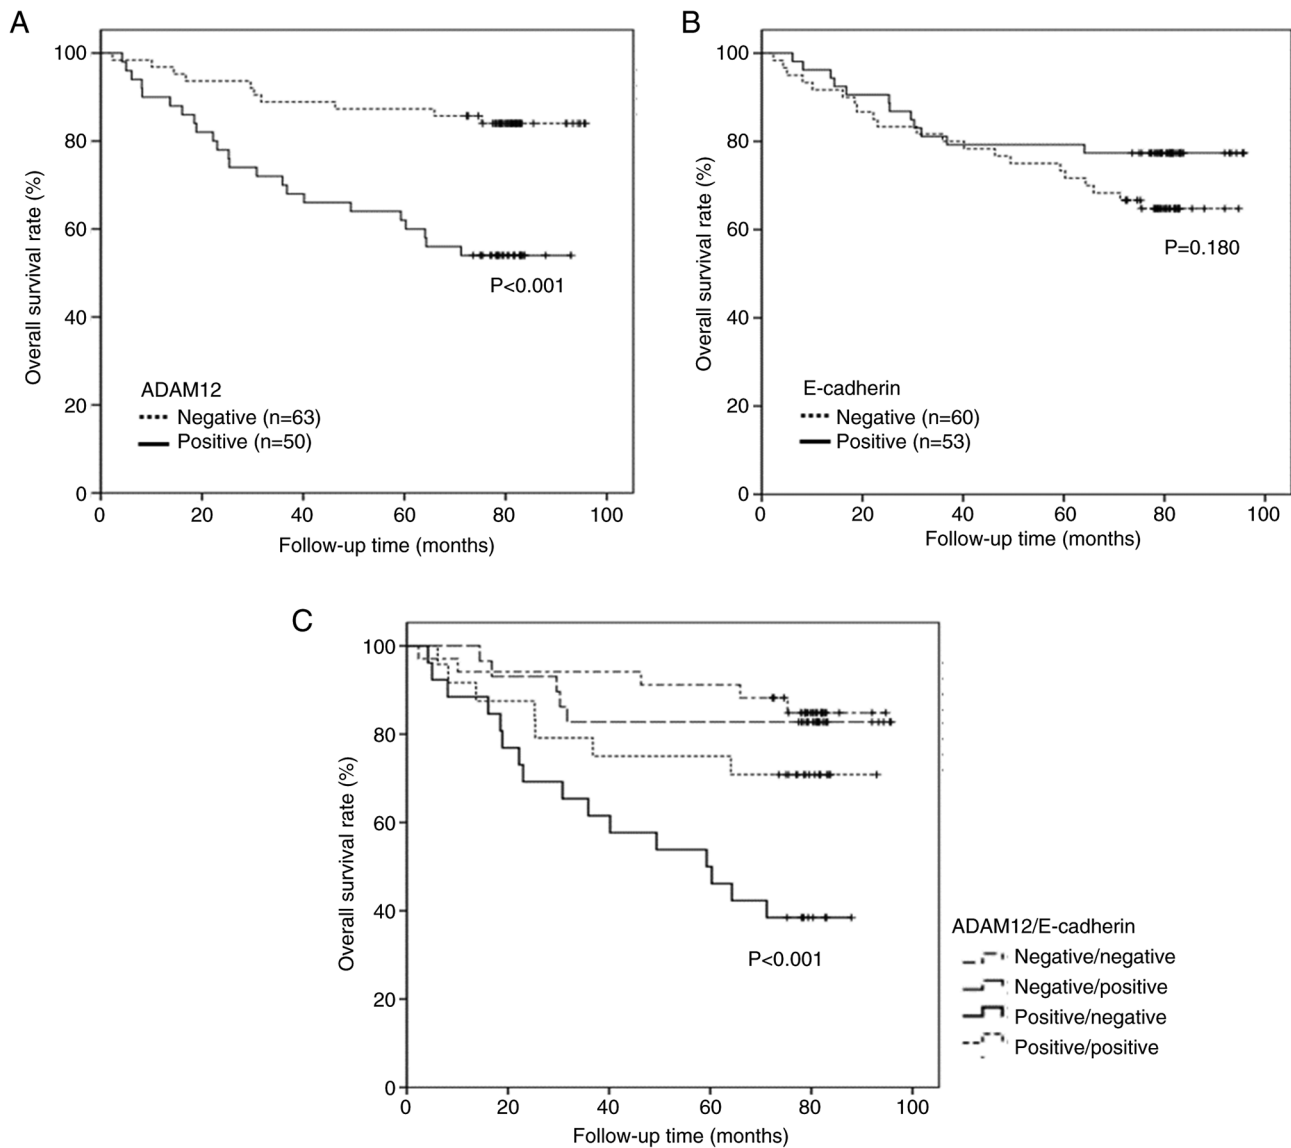 A
100
80
60
40
20
0
Overall survival rate (%)
P<0.001
ADAM12
Negative (n=63)
Positive (n=50)
0 20 40 60 80 100
Follow-up time (months)
B
100
80
60
40
20
0
Overall survival rate (%)
P=0.180
E-cadherin
Negative (n=60)
Positive (n=53)
0 20 40 60 80 100
Follow-up time (months)
C
100
80
60
40
20
0
Overall survival rate (%)
P<0.001
0 20 40 60 80 100
Follow-up time (months)
ADAM12/E-cadherin
Negative/negative
Negative/positive
Positive/negative
Positive/positive